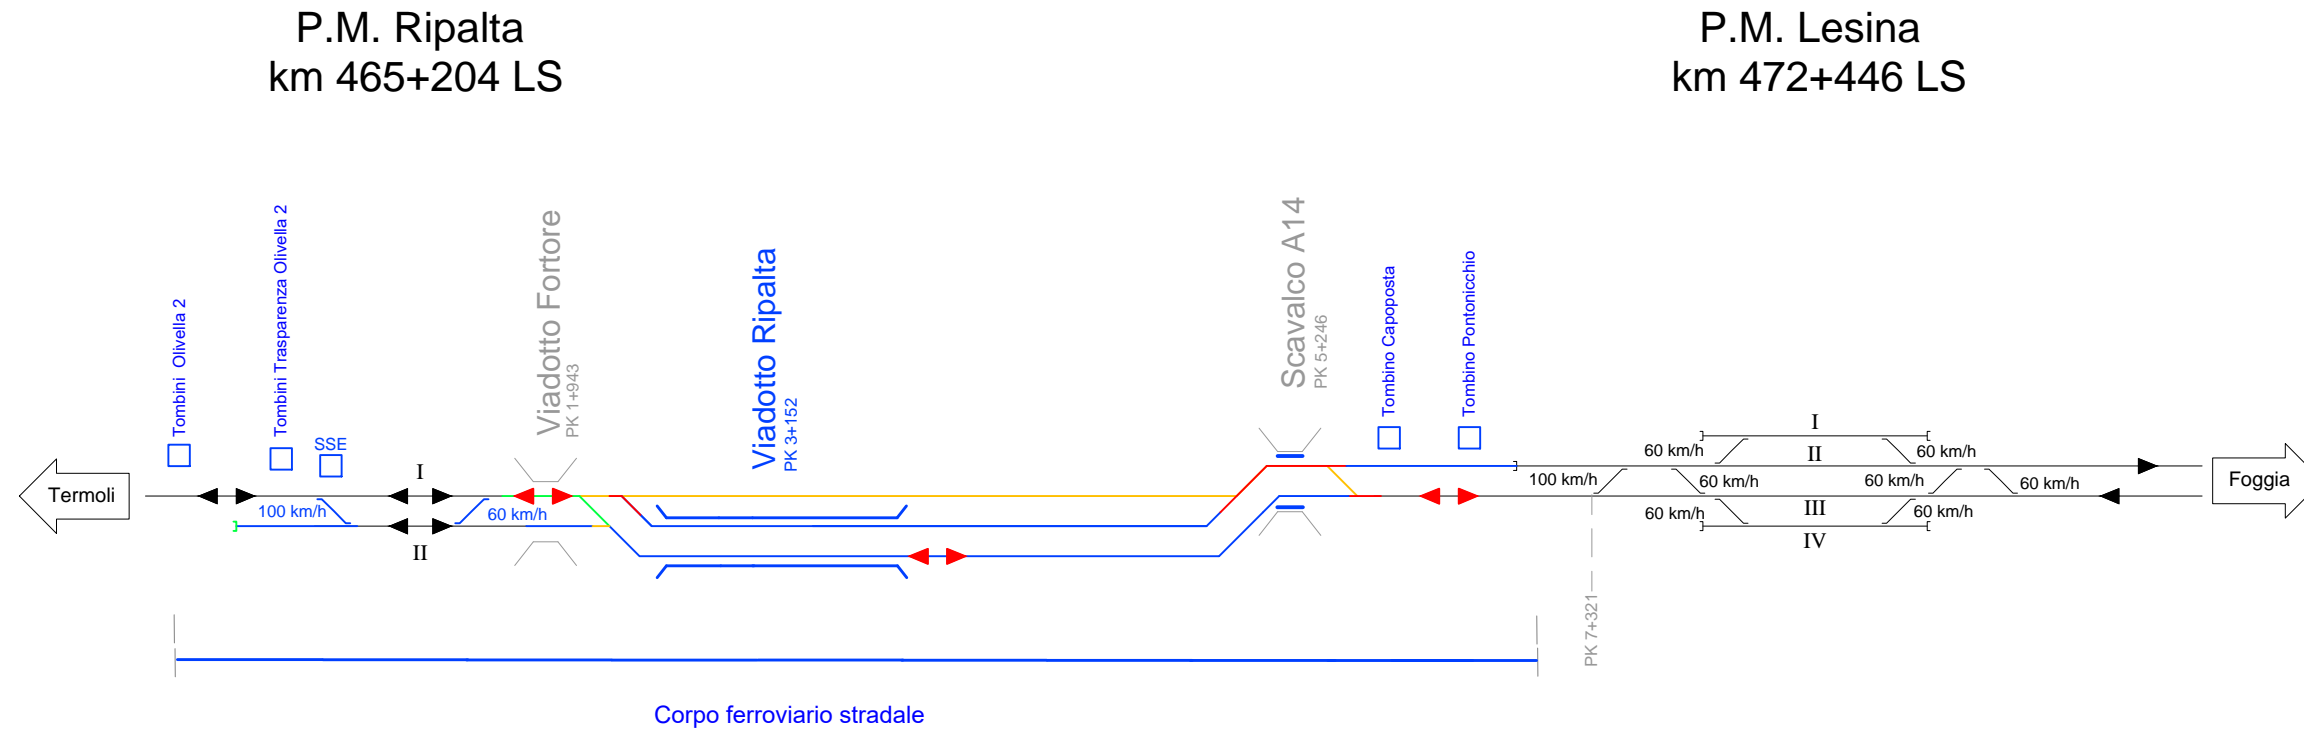 P.M. Ripalta
km 465+204 LS
P.M. Lesina
km 472+446 LS
Tombini Olivella 2
Tombini Trasparenza Olivella 2
SSE
Viadotto Fortore
PK 1+943
Viadotto Ripalta
PK 3+152
Scavalco A14
PK 5+246
Tombino Capoposta
Tombino Pontonicchio
Termoli
I
100 km/h
60 km/h
II
I
60 km/h
II
60 km/h
100 km/h
60 km/h
60 km/h
60 km/h
Foggia
60 km/h
III
60 km/h
IV
PK 7+321
Corpo ferroviario stradale